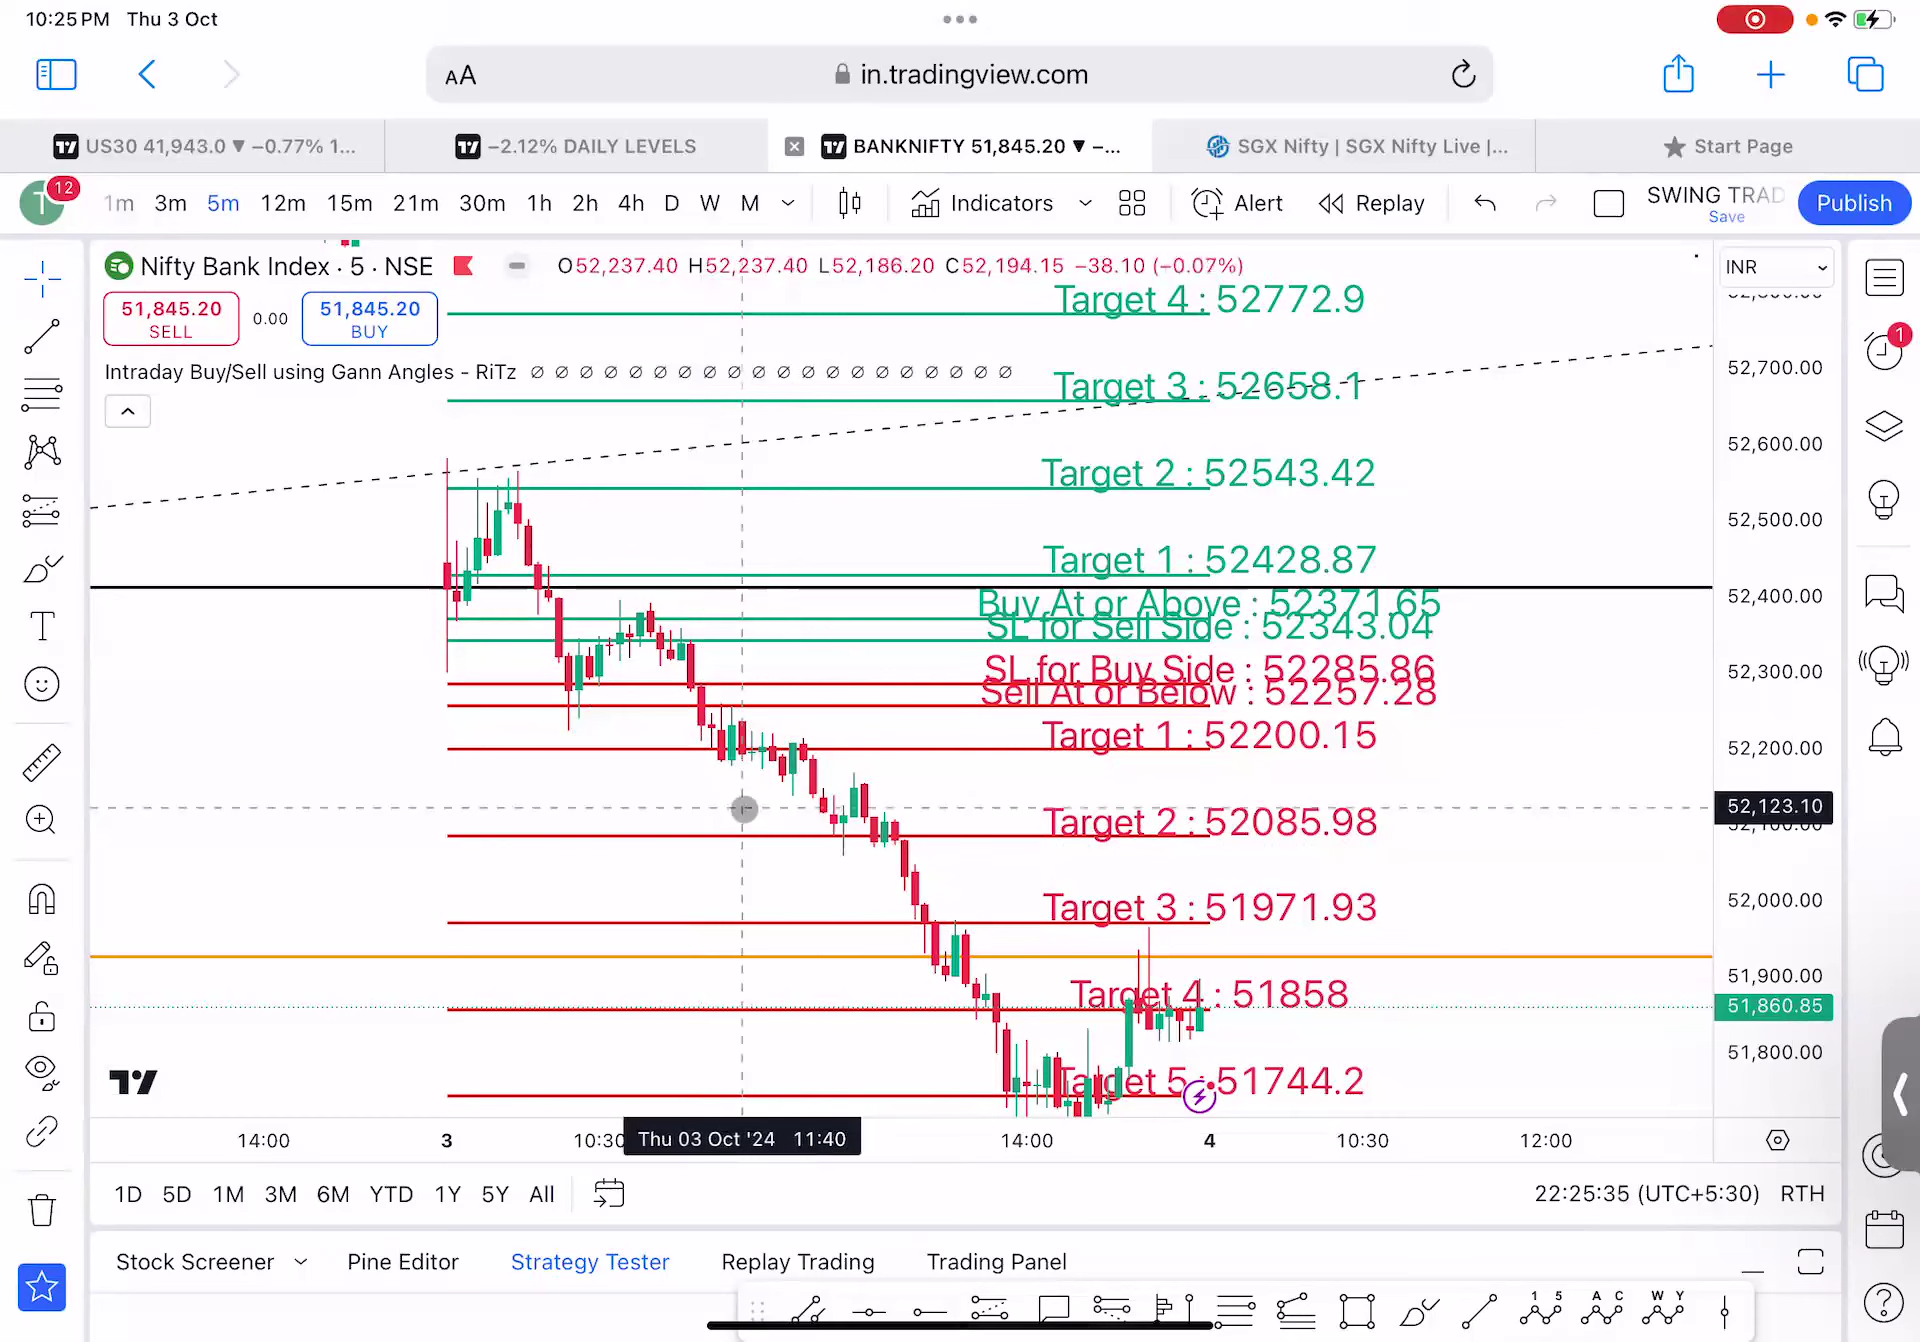 10:25 PM Thu 3 Oct
AA in.tradingview.com
US30 41,943.0 ▼ −0.77% 1... −2.12% DAILY LEVELS BANKNIFTY 51,845.20 ▼ −... SGX Nifty | SGX Nifty Live |... Start Page
T 12 1m 3m 5m 12m 15m 21m 30m 1h 2h 4h D W M Indicators Alert Replay SWING TRAD Save Publish
Nifty Bank Index · 5 · NSE O52,237.40 H52,237.40 L52,186.20 C52,194.15 −38.10 (−0.07%) INR
51,845.20 SELL 0.00 51,845.20 BUY
Target 4 : 52772.9
Intraday Buy/Sell using Gann Angles - RiTz ∅ ∅ ∅ ∅ ∅ ∅ ∅ ∅ ∅ ∅ ∅ ∅ ∅ ∅ ∅ ∅ ∅ ∅ ∅ ∅
52,700.00
Target 3 : 52658.1
1
52,600.00
Target 2 : 52543.42
52,500.00
Target 1 : 52428.87
52,400.00
Buy At or Above : 52371.65
SL for Sell Side : 52343.04
SL for Buy Side : 52285.86
52,300.00
Sell At or Below : 52257.28
Target 1 : 52200.15
52,200.00
52,123.10
Target 2 : 52085.98
52,000.00
Target 3 : 51971.93
51,900.00
Target 4 : 51858
51,860.85
51,800.00
Target 5 : 51744.2
14:00 3 10:30 Thu 03 Oct '24 11:40 14:00 4 10:30 12:00
1D 5D 1M 3M 6M YTD 1Y 5Y All 22:25:35 (UTC+5:30) RTH
Stock Screener Pine Editor Strategy Tester Replay Trading Trading Panel
1 5 A C W Y